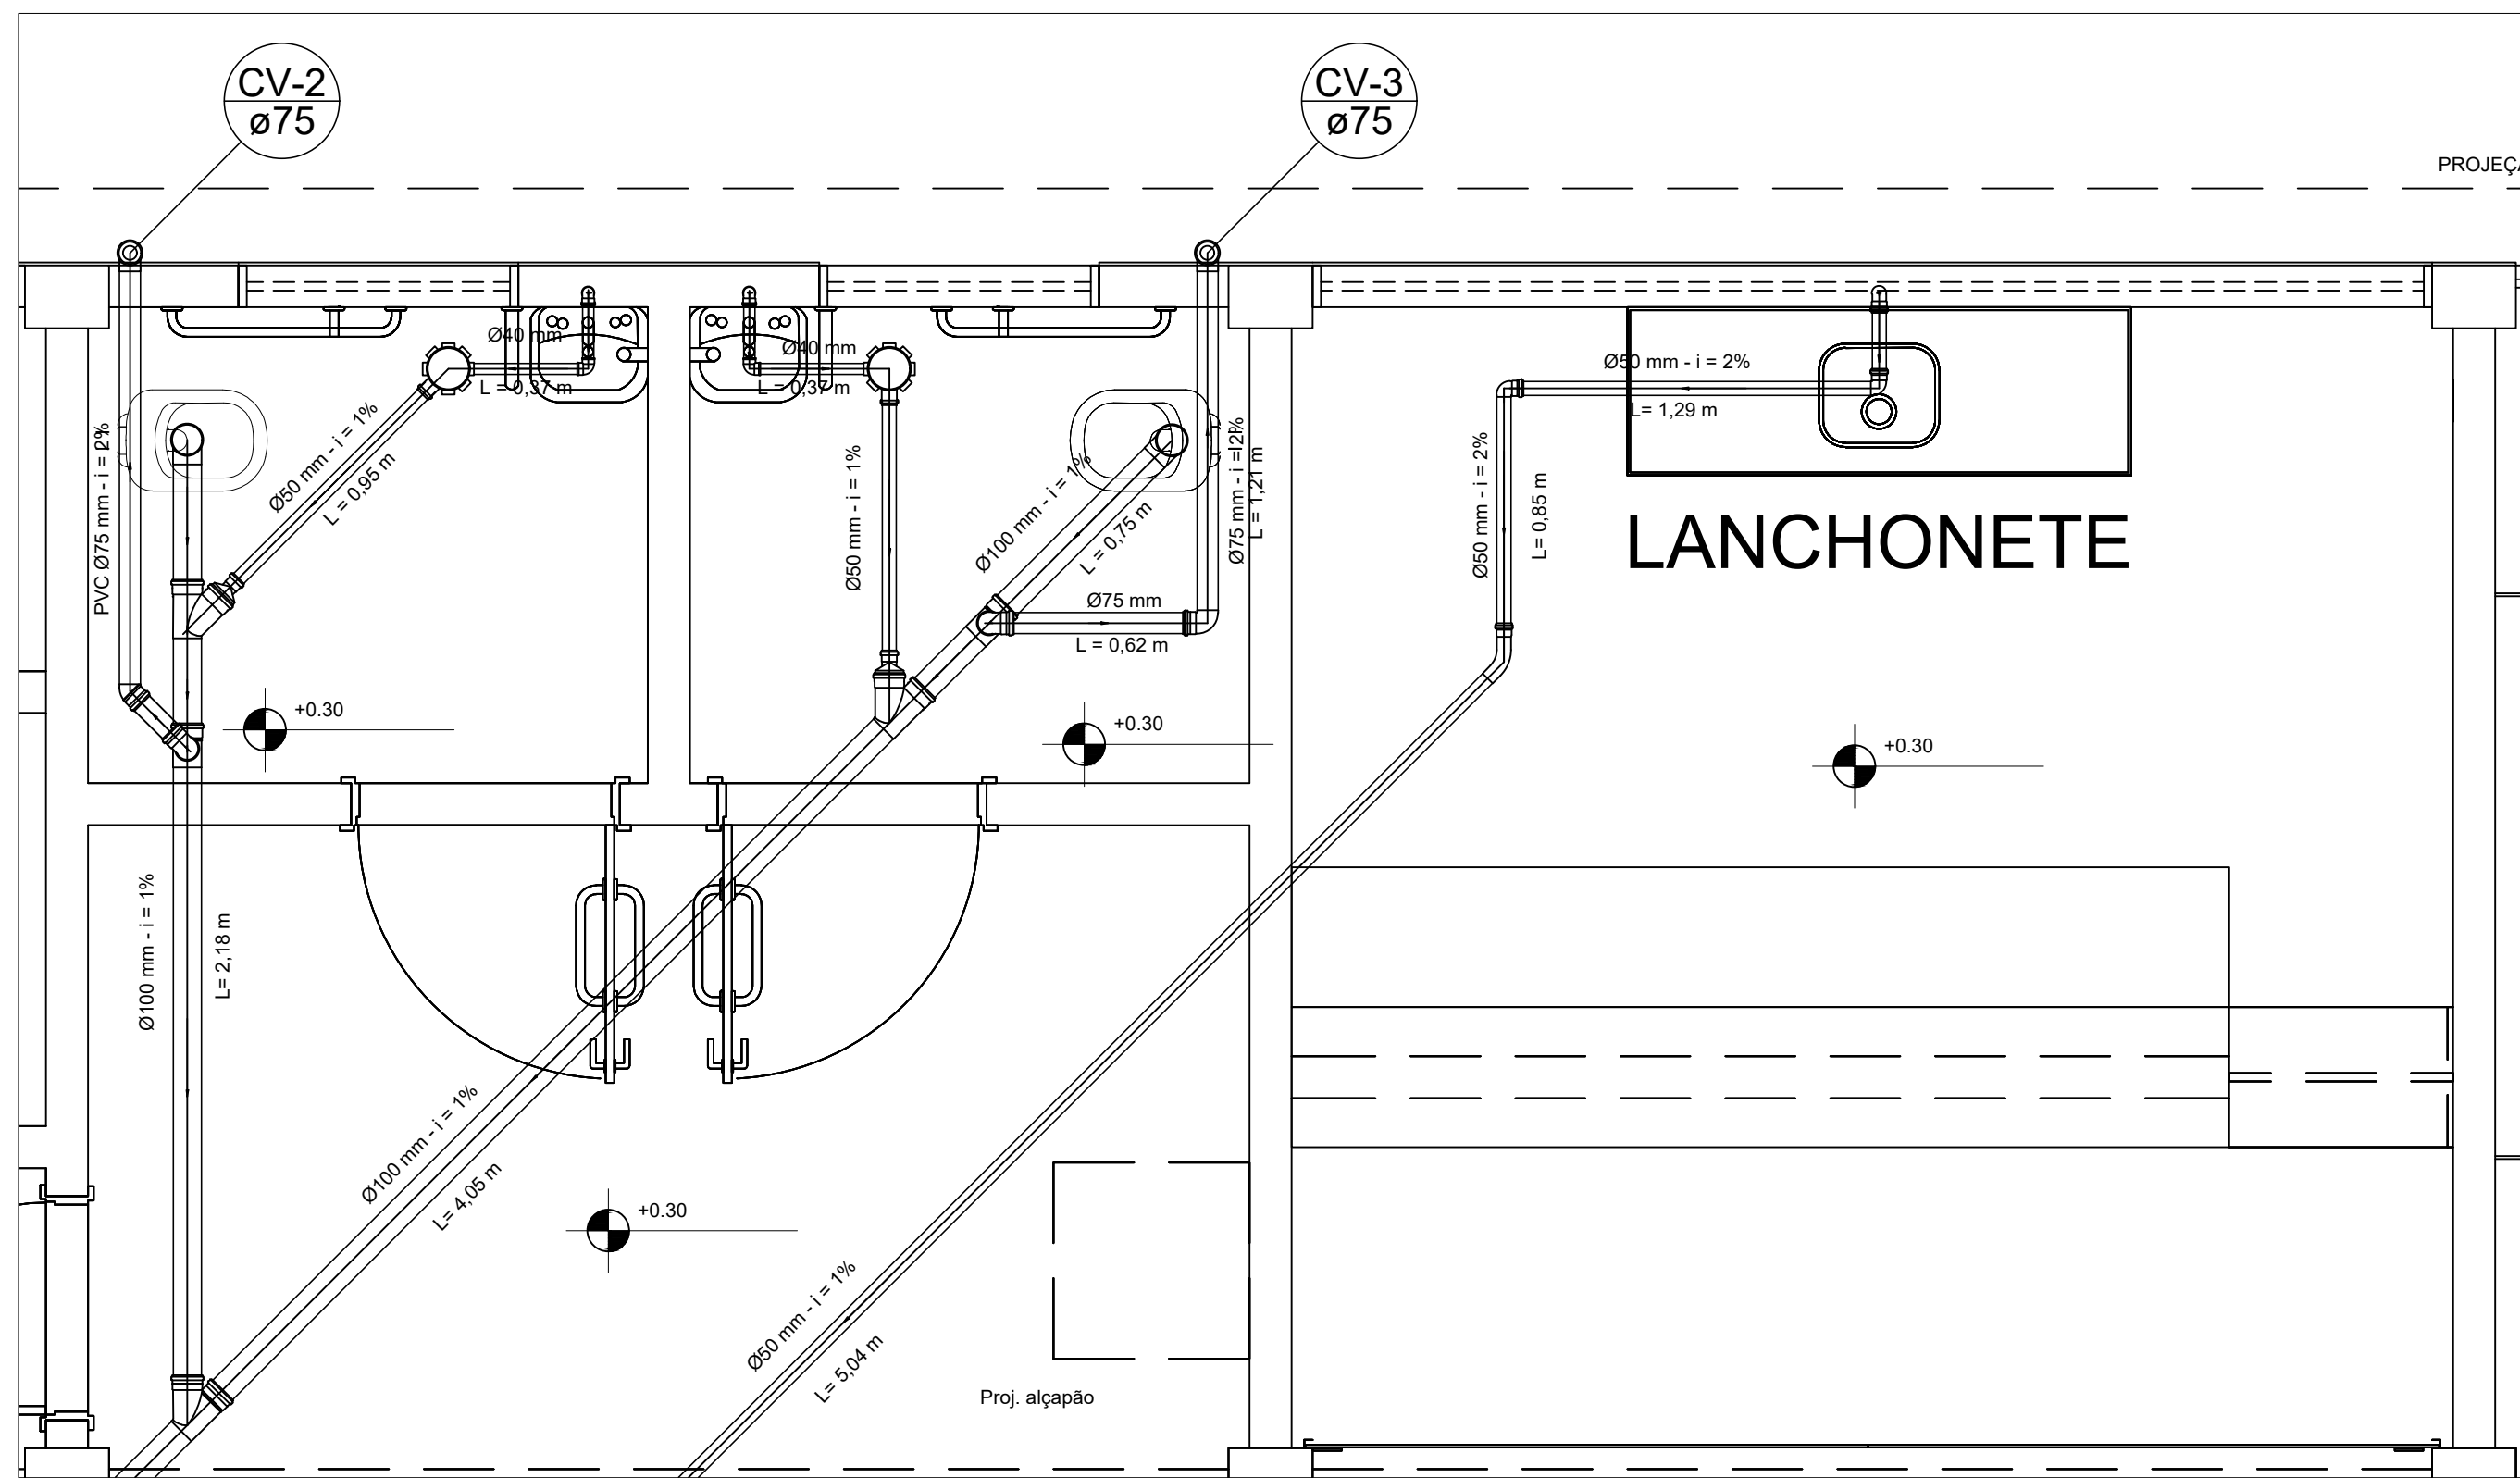 CV-2
ø75
CV-3
ø75
PROJEÇ
Ø40 mm
L = 0,37 m
Ø40 mm
L = 0,37 m
Ø50 mm - i = 2%
L= 1,29 m
PVC Ø75 mm - i = 2%
Ø50 mm - i = 1%
L = 0,95 m
Ø50 mm - i = 1%
Ø100 mm - i = 1%
L = 0,75 m
Ø75 mm - i = 2%
L = 1,21 m
Ø50 mm - i = 2%
L= 0,85 m
LANCHONETE
Ø75 mm
L = 0,62 m
+0.30
+0.30
+0.30
Ø100 mm - i = 1%
L= 2,18 m
Ø100 mm - i = 1%
L= 4,05 m
+0.30
Ø50 mm - i = 1%
L= 5,04 m
Proj. alçapão